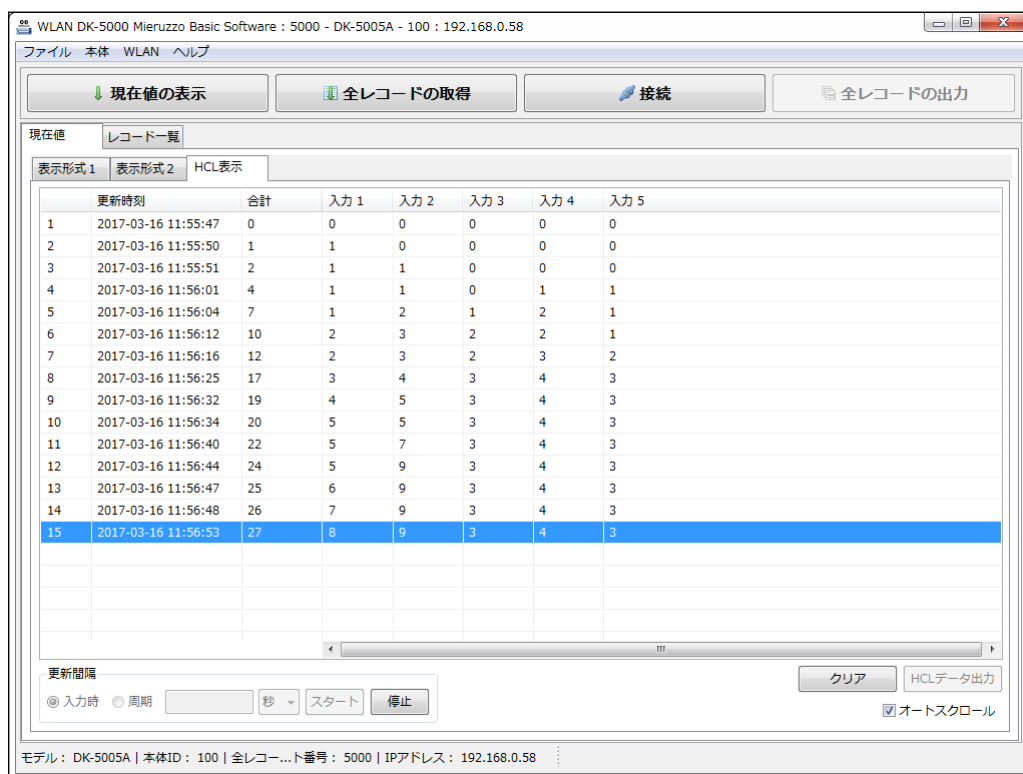 WLAN DK-5000 Mieruzzo Basic Software : 5000 - DK-5005A - 100 : 192.168.0.58
ファイル 本体 WLAN ヘルプ
現在値の表示 全レコードの取得 接続 全レコードの出力
現在値 レコード一覧
表示形式1 表示形式2 HCL表示
更新時刻 合計 入力 1 入力 2 入力 3 入力 4 入力 5
1 2017-03-16 11:55:47 0 0 0 0 0 0
2 2017-03-16 11:55:50 1 1 0 0 0 0
3 2017-03-16 11:55:51 2 1 1 0 0 0
4 2017-03-16 11:56:01 4 1 1 0 1 1
5 2017-03-16 11:56:04 7 1 2 1 2 1
6 2017-03-16 11:56:12 10 2 3 2 2 1
7 2017-03-16 11:56:16 12 2 3 2 3 2
8 2017-03-16 11:56:25 17 3 4 3 4 3
9 2017-03-16 11:56:32 19 4 5 3 4 3
10 2017-03-16 11:56:34 20 5 5 3 4 3
11 2017-03-16 11:56:40 22 5 7 3 4 3
12 2017-03-16 11:56:44 24 5 9 3 4 3
13 2017-03-16 11:56:47 25 6 9 3 4 3
14 2017-03-16 11:56:48 26 7 9 3 4 3
15 2017-03-16 11:56:53 27 8 9 3 4 3
更新間隔
入力時 周期 秒 スタート 停止
クリア HCLデータ出力
オートスクロール
モデル： DK-5005A | 本体ID： 100 | 全レコー...ト番号： 5000 | IPアドレス： 192.168.0.58